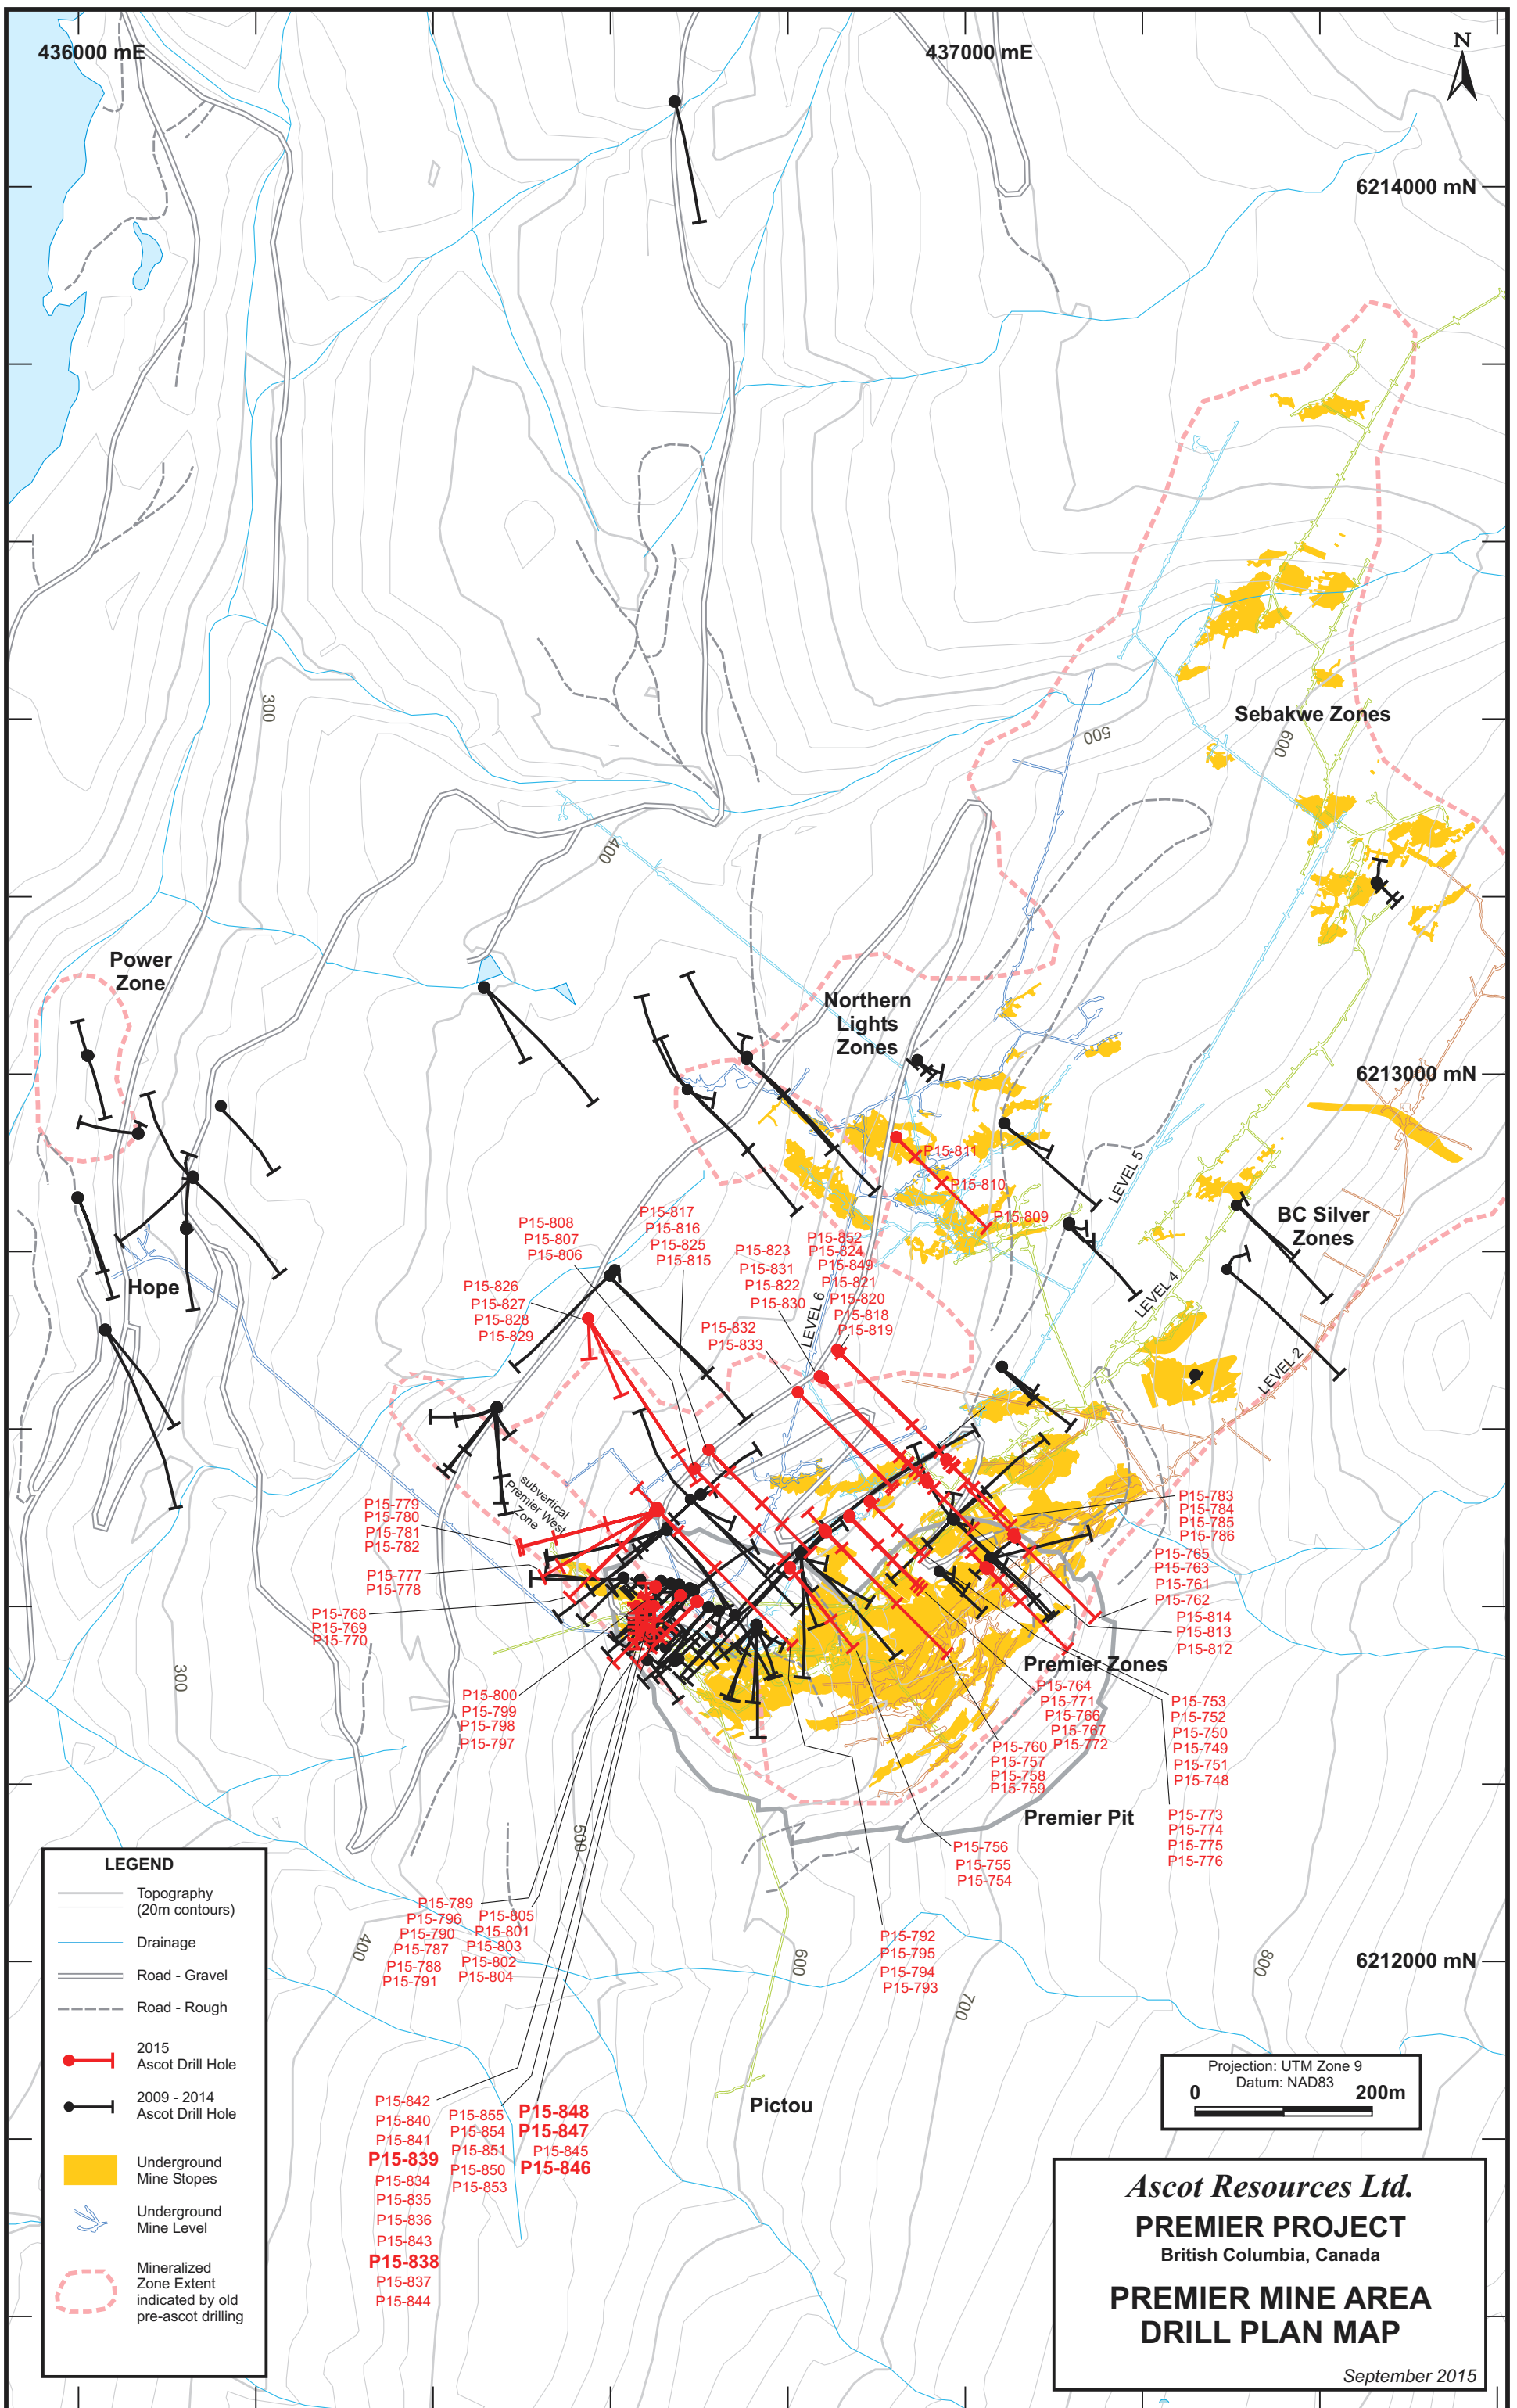 436000 mE
437000 mE
N
6214000 mN
300
Sebakwe Zones
500
600
400
Power
Zone
Northern
Lights
Zones
6213000 mN
P15-811
P15-810
P15-809
LEVEL 5
BC Silver
Zones
Hope
LEVEL 4
LEVEL 2
LEVEL 6
P15-808
P15-807
P15-806
P15-817
P15-816
P15-825
P15-815
P15-823
P15-831
P15-822
P15-830
P15-852
P15-824
P15-849
P15-821
P15-820
P15-818
P15-819
P15-826
P15-827
P15-828
P15-829
P15-832
P15-833
subvertical
Premier West
Zone
P15-779
P15-780
P15-781
P15-782
P15-777
P15-778
P15-768
P15-769
P15-770
P15-783
P15-784
P15-785
P15-786
P15-765
P15-763
P15-761
P15-762
P15-814
P15-813
P15-812
Premier Zones
300
P15-800
P15-799
P15-798
P15-797
P15-764
P15-771
P15-766
P15-767
P15-772
P15-760
P15-757
P15-758
P15-759
P15-753
P15-752
P15-750
P15-749
P15-751
P15-748
Premier Pit
P15-773
P15-774
P15-775
P15-776
500
P15-756
P15-755
P15-754
P15-789
P15-796
P15-790
P15-787
P15-788
P15-791
P15-805
P15-801
P15-803
P15-802
P15-804
P15-792
P15-795
P15-794
P15-793
400
600
700
800
6212000 mN
LEGEND
Topography
(20m contours)
Drainage
Road - Gravel
Road - Rough
2015
Ascot Drill Hole
2009 - 2014
Ascot Drill Hole
Underground
Mine Stopes
Underground
Mine Level
Mineralized
Zone Extent
indicated by old
pre-ascot drilling
P15-842
P15-840
P15-841
P15-839
P15-834
P15-835
P15-836
P15-843
P15-838
P15-837
P15-844
P15-855
P15-854
P15-851
P15-850
P15-853
P15-848
P15-847
P15-845
P15-846
Pictou
Projection: UTM Zone 9
Datum: NAD83
0 200m
Ascot Resources Ltd.
PREMIER PROJECT
British Columbia, Canada
PREMIER MINE AREA
DRILL PLAN MAP
September 2015